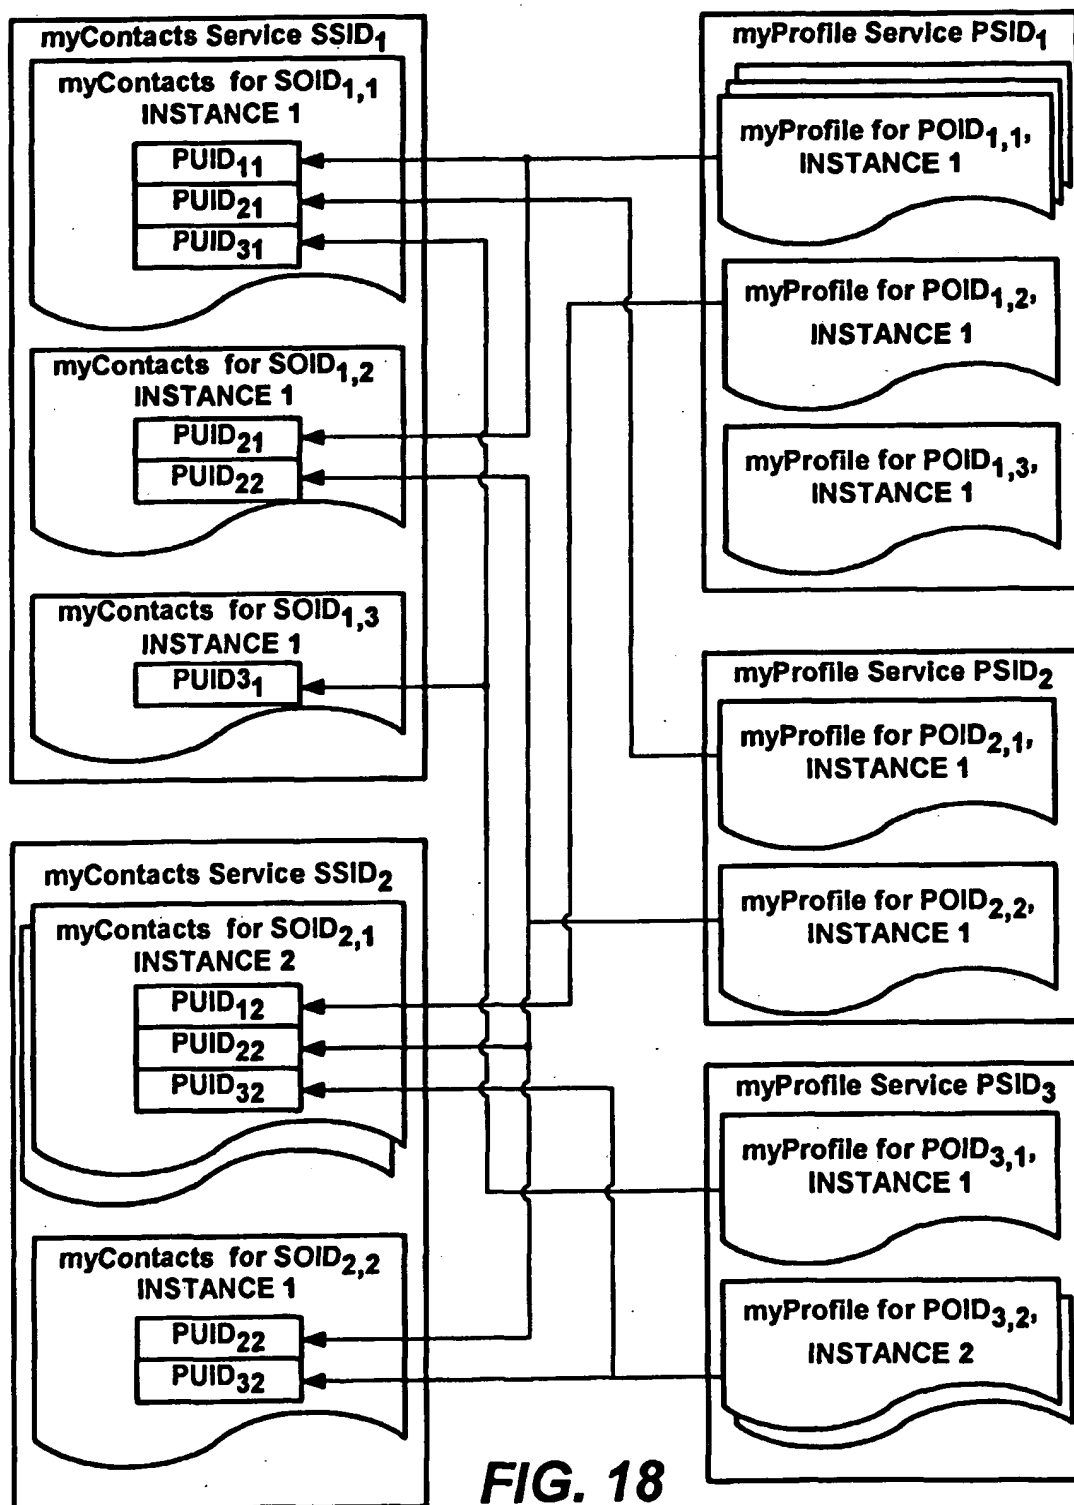 myContacts Service SSID₁
myContacts for SOID₁,₁
INSTANCE 1
PUID₁₁
PUID₂₁
PUID₃₁
myContacts for SOID₁,₂
INSTANCE 1
PUID₂₁
PUID₂₂
myContacts for SOID₁,₃
INSTANCE 1
PUID3₁
myContacts Service SSID₂
myContacts for SOID₂,₁
INSTANCE 2
PUID₁₂
PUID₂₂
PUID₃₂
myContacts for SOID₂,₂
INSTANCE 1
PUID₂₂
PUID₃₂
myProfile Service PSID₁
myProfile for POID₁,₁,
INSTANCE 1
myProfile for POID₁,₂,
INSTANCE 1
myProfile for POID₁,₃,
INSTANCE 1
myProfile Service PSID₂
myProfile for POID₂,₁,
INSTANCE 1
myProfile for POID₂,₂,
INSTANCE 1
myProfile Service PSID₃
myProfile for POID₃,₁,
INSTANCE 1
myProfile for POID₃,₂,
INSTANCE 2
FIG. 18